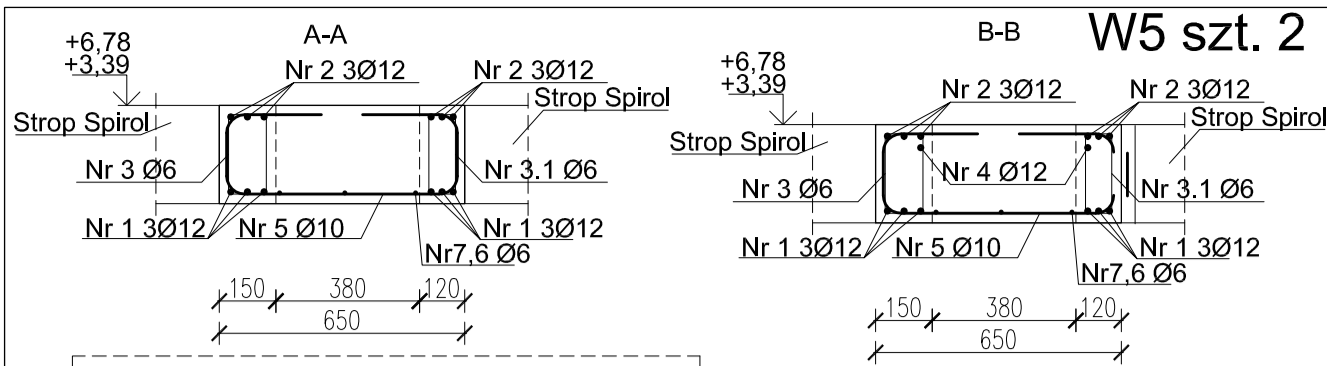 A-A
+6,78
+3,39
Nr 2 3Ø12
Nr 2 3Ø12
Strop Spirol
Strop Spirol
Nr 3 Ø6
Nr 3.1 Ø6
Nr 1 3Ø12
Nr 5 Ø10
Nr 1 3Ø12
Nr7,6 Ø6
150
380
120
650
B-B
W5 szt. 2
+6,78
+3,39
Nr 2 3Ø12
Nr 2 3Ø12
Strop Spirol
Strop Spirol
Nr 4 Ø12
Nr 3 Ø6
Nr 3.1 Ø6
Nr 1 3Ø12
Nr 5 Ø10
Nr 1 3Ø12
Nr7,6 Ø6
150
380
120
650